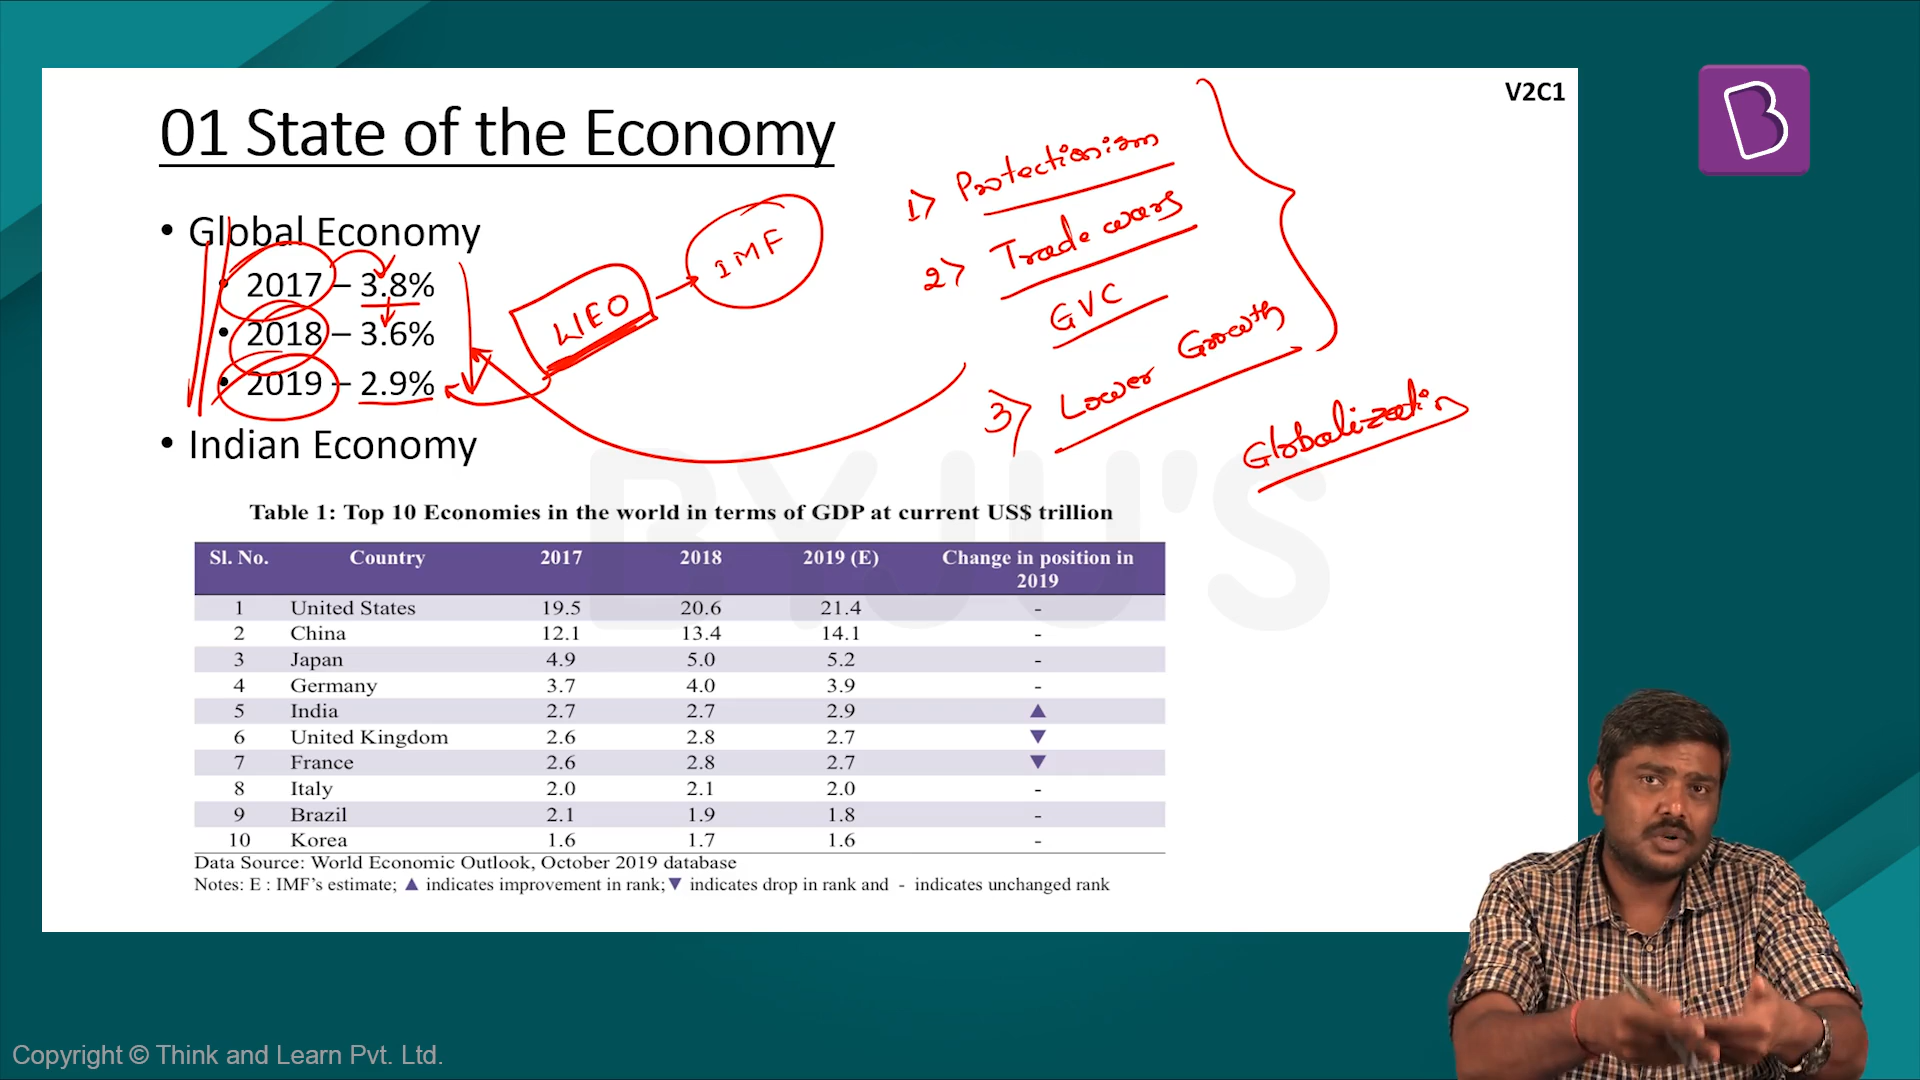 V2C1
01 State of the Economy
• Global Economy
• 2017 – 3.8%
• 2018 – 3.6%
• 2019 – 2.9%
• Indian Economy
WEO
IMF
1) Protectionism
2) Trade wars
GVC
3) Lower Growth
Globalization
BYJU'S
Table 1: Top 10 Economies in the world in terms of GDP at current US$ trillion
Sl. No. Country 2017 2018 2019 (E) Change in position in
2019
1 United States 19.5 20.6 21.4 -
2 China 12.1 13.4 14.1 -
3 Japan 4.9 5.0 5.2 -
4 Germany 3.7 4.0 3.9 -
5 India 2.7 2.7 2.9 ▲
6 United Kingdom 2.6 2.8 2.7 ▼
7 France 2.6 2.8 2.7 ▼
8 Italy 2.0 2.1 2.0 -
9 Brazil 2.1 1.9 1.8 -
10 Korea 1.6 1.7 1.6 -
Data Source: World Economic Outlook, October 2019 database
Notes: E : IMF's estimate; ▲ indicates improvement in rank; ▼ indicates drop in rank and - indicates unchanged rank
B
Copyright © Think and Learn Pvt. Ltd.